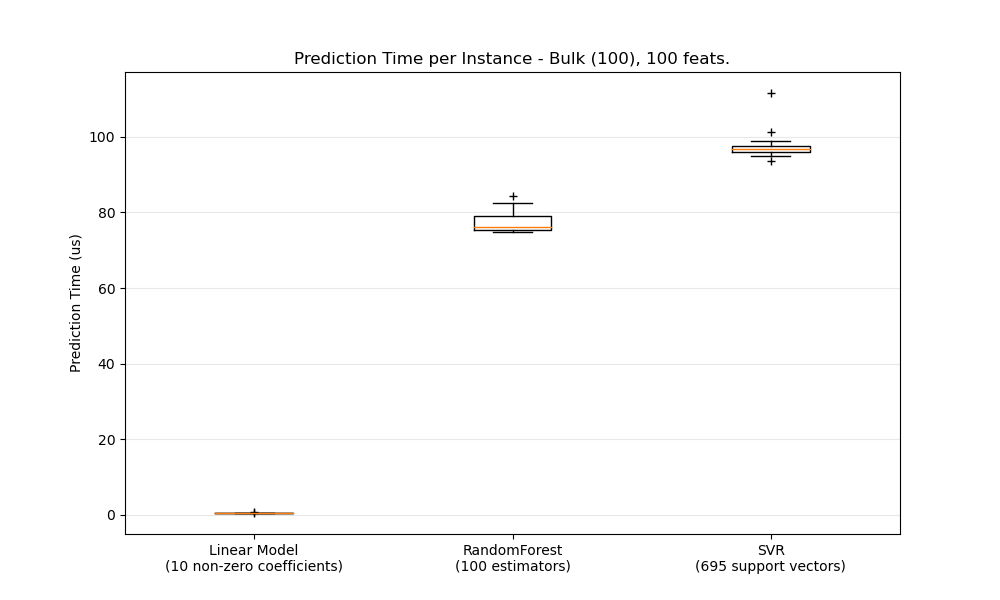 Prediction Time per Instance - Bulk (100), 100 feats.
Prediction Time (us)
100
80
60
40
20
0
Linear Model
(10 non-zero coefficients)
RandomForest
(100 estimators)
SVR
(695 support vectors)